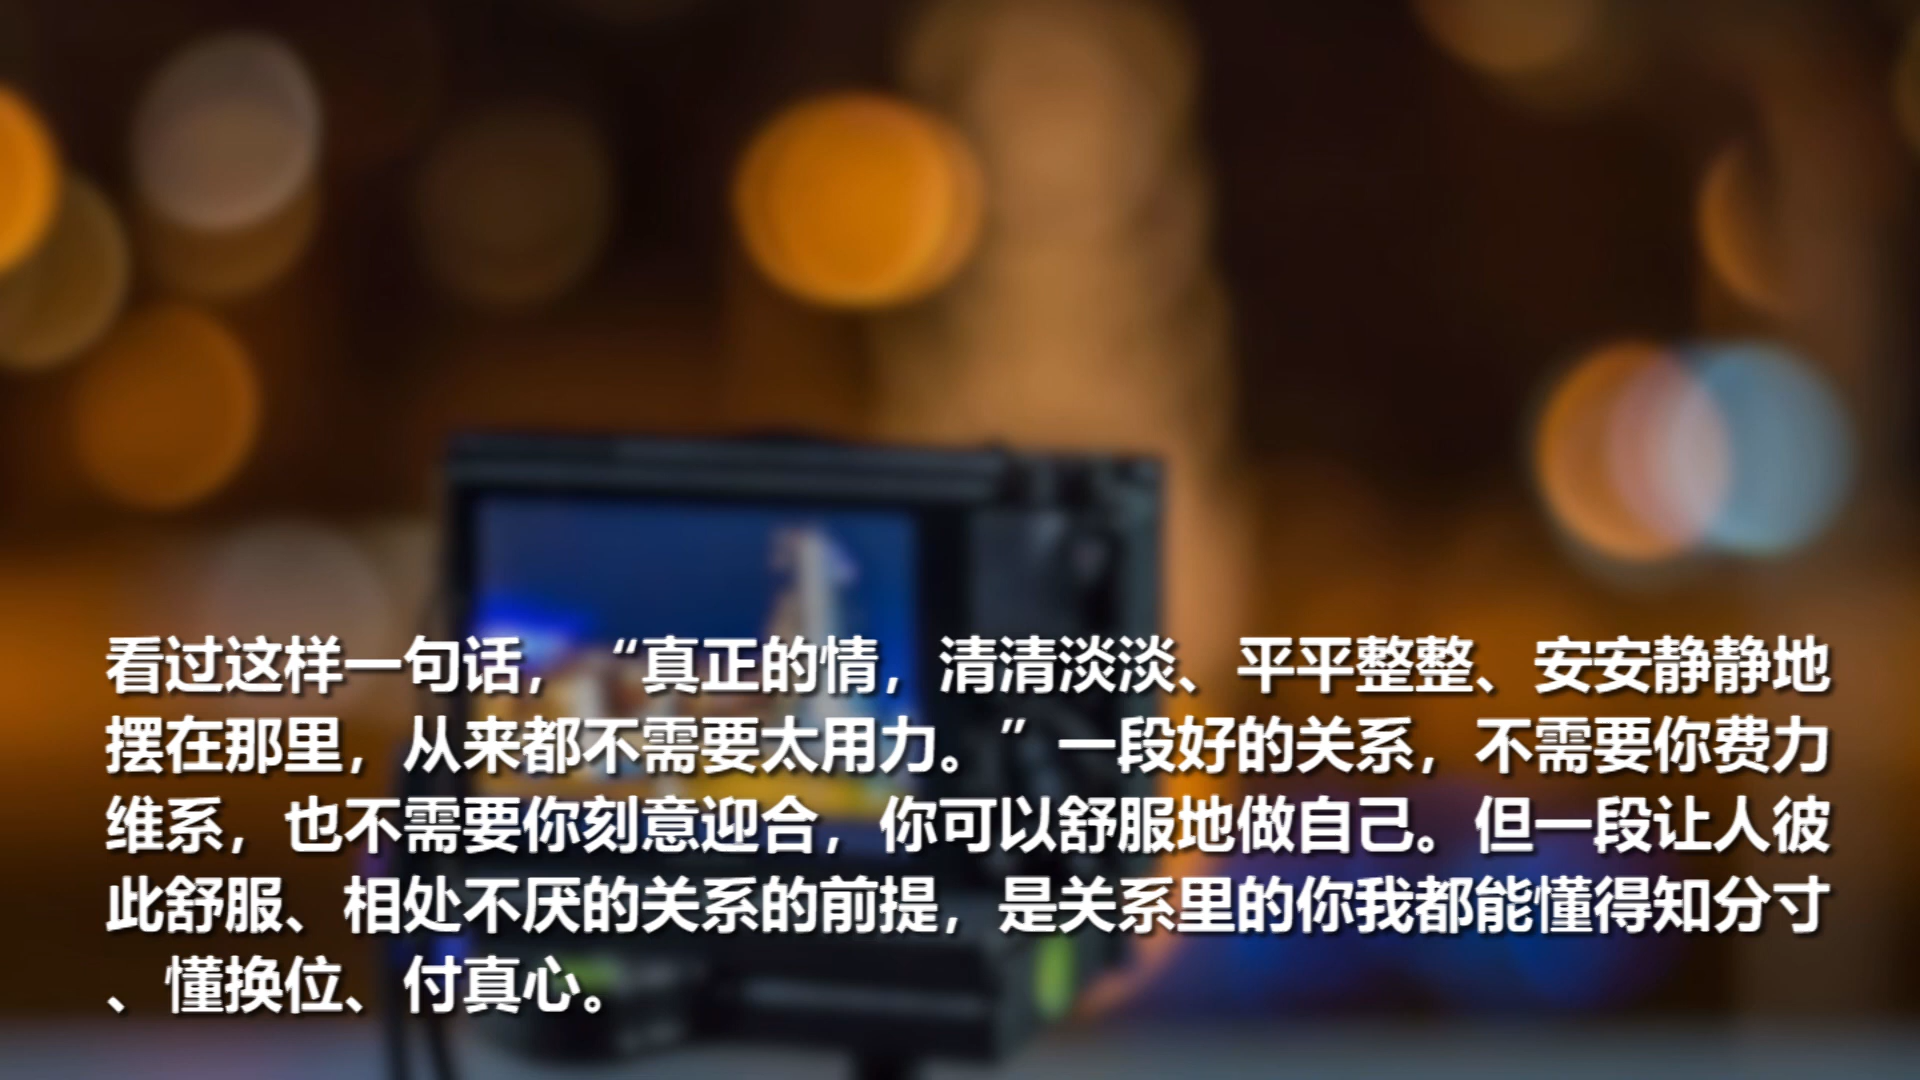 看过这样一句话，“真正的情，清清淡淡、平平整整、安安静静地
摆在那里，从来都不需要太用力。”一段好的关系，不需要你费力
维系，也不需要你刻意迎合，你可以舒服地做自己。但一段让人彼
此舒服、相处不厌的关系的前提，是关系里的你我都能懂得知分寸
、懂换位、付真心。